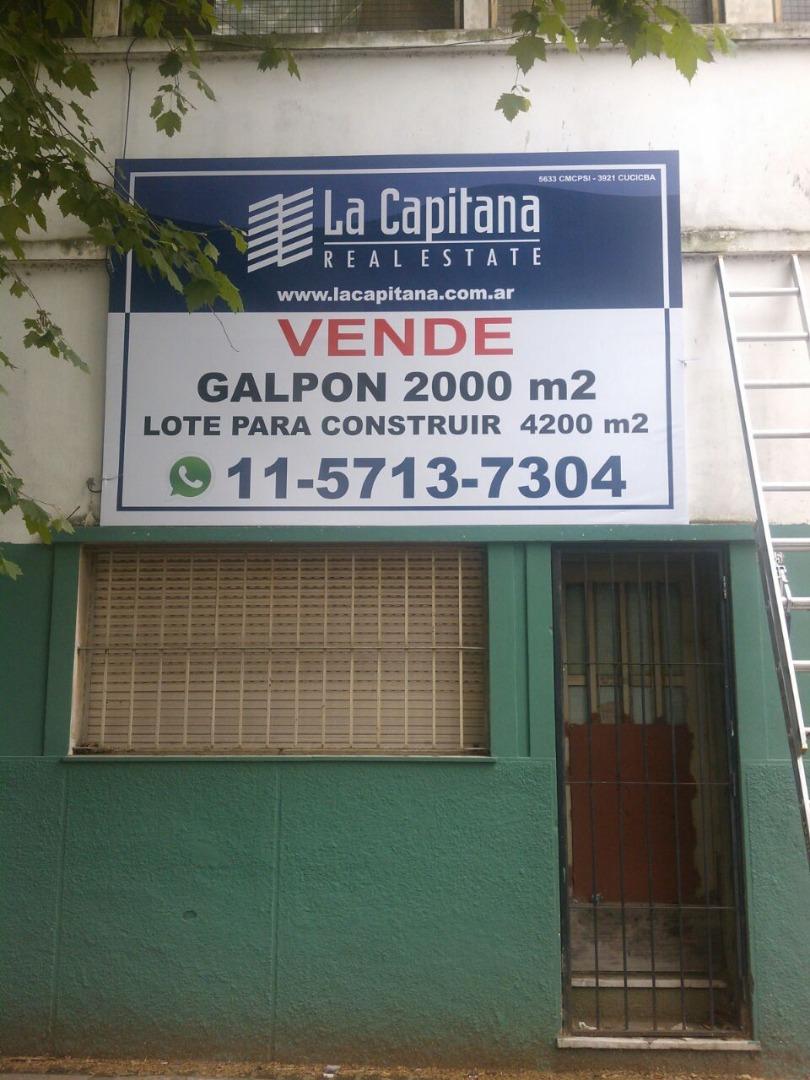 5633 CMCPSI - 3921 CUCICBA
La Capitana
REAL ESTATE
www.lacapitana.com.ar
VENDE
GALPON 2000 m2
LOTE PARA CONSTRUIR 4200 m2
11-5713-7304